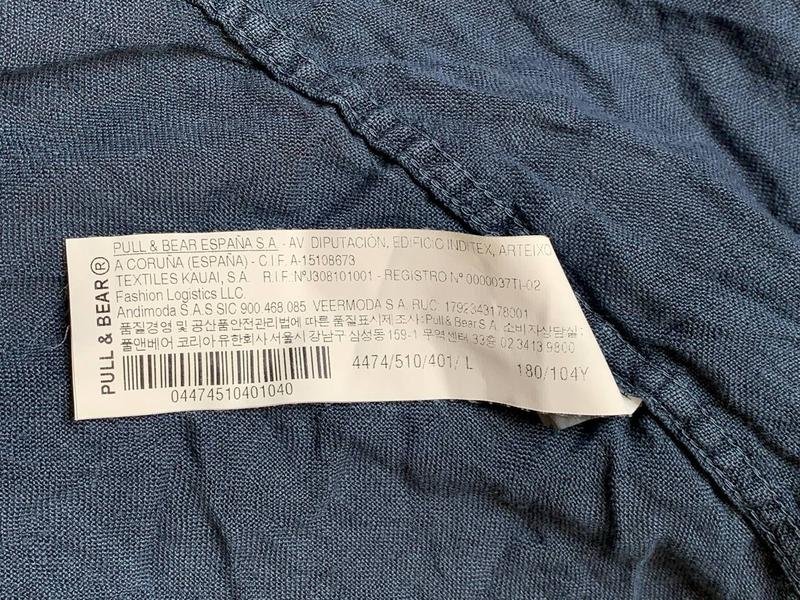 PULL & BEAR ®
PULL & BEAR ESPAÑA S.A. - AV. DIPUTACIÓN, EDIFICIO INDITEX, ARTEIXO,
A CORUÑA (ESPAÑA) - C.I.F. A-15108673
TEXTILES KAUAI, S.A. R.I.F. NºJ308101001 - REGISTRO Nº 0000037TI-02
Fashion Logistics LLC
Andimoda S.A.S SIC 900.468.085 VEERMODA S.A. RUC: 1792343178001
품질경영 및 공산품안전관리법에 따른 품질표시제조사:Pull&Bear S.A. 소비자상담실:
풀앤베어 코리아 유한회사 서울시 강남구 삼성동 159-1 무역센터 33층 02.3413.9800
4474/510/401/ L 180/104Y
04474510401040